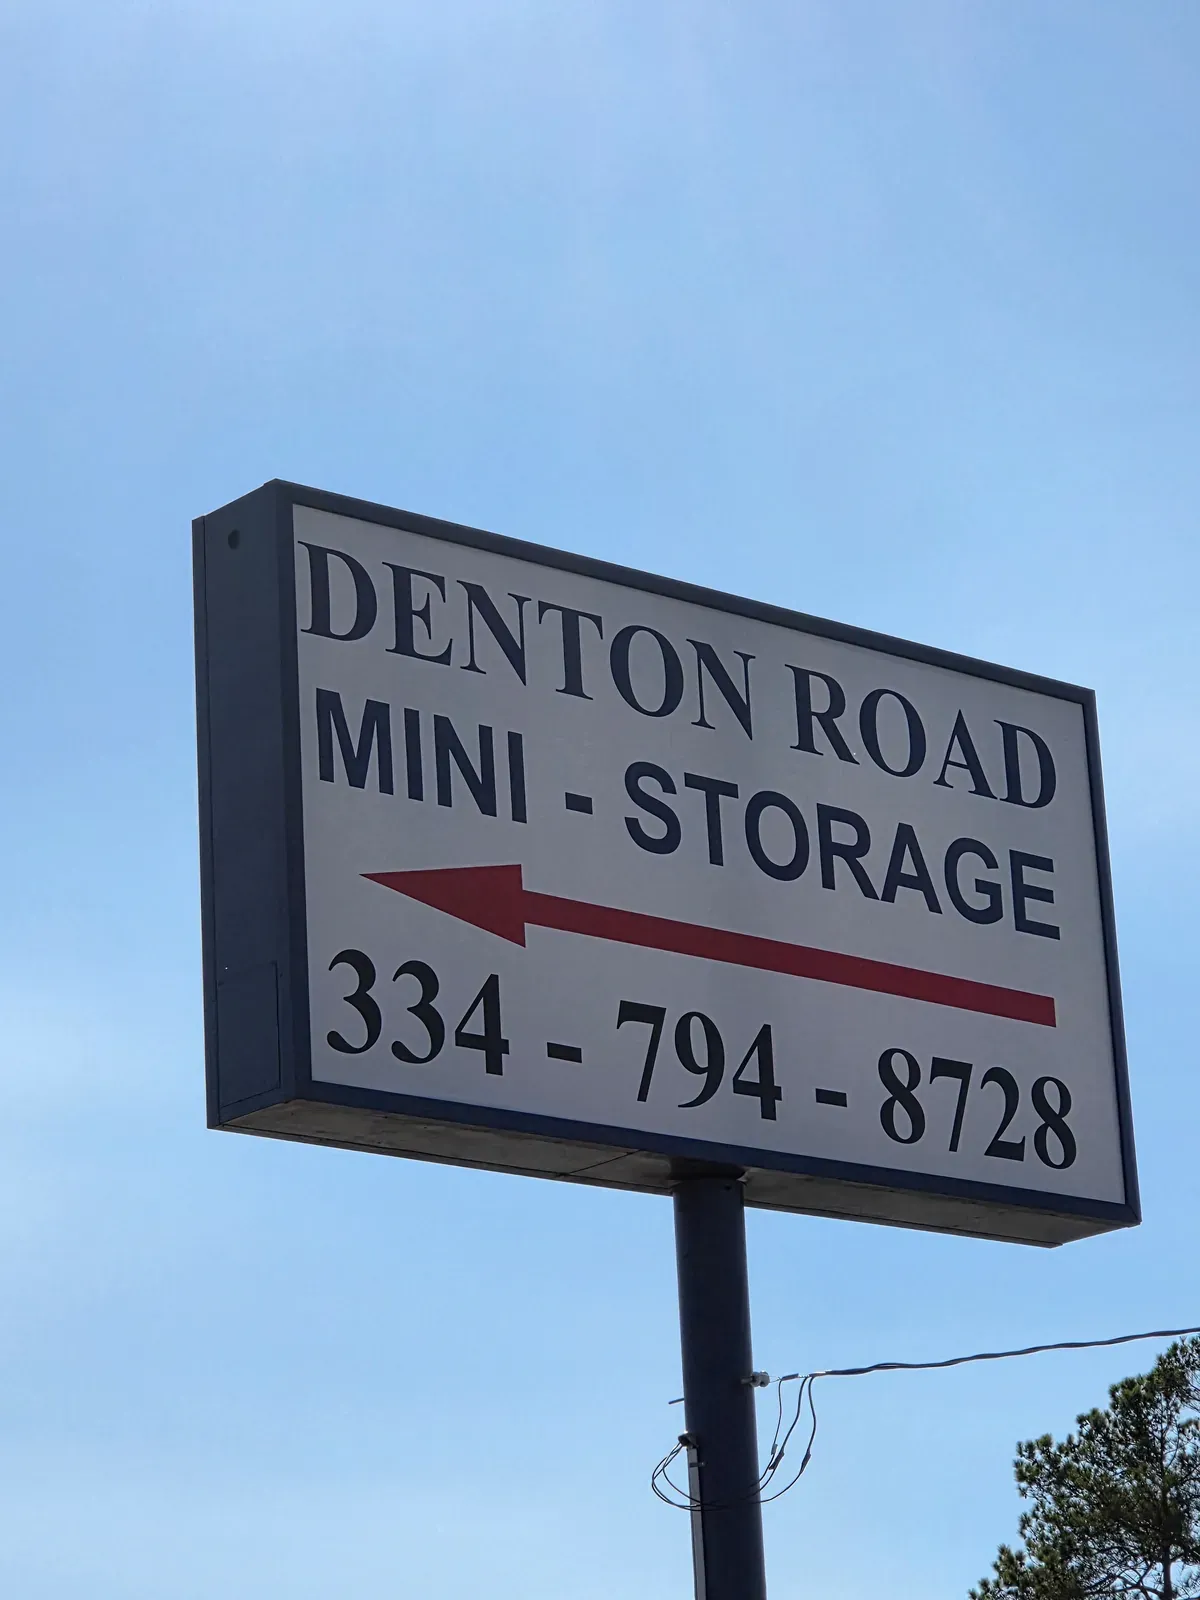 DENTON ROAD
MINI - STORAGE
334 - 794 - 8728